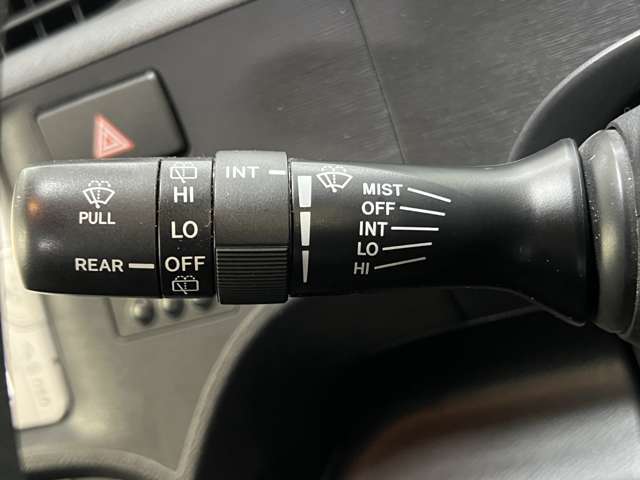 PULL
REAR
HI
LO
OFF
INT
MIST
OFF
INT
LO
HI